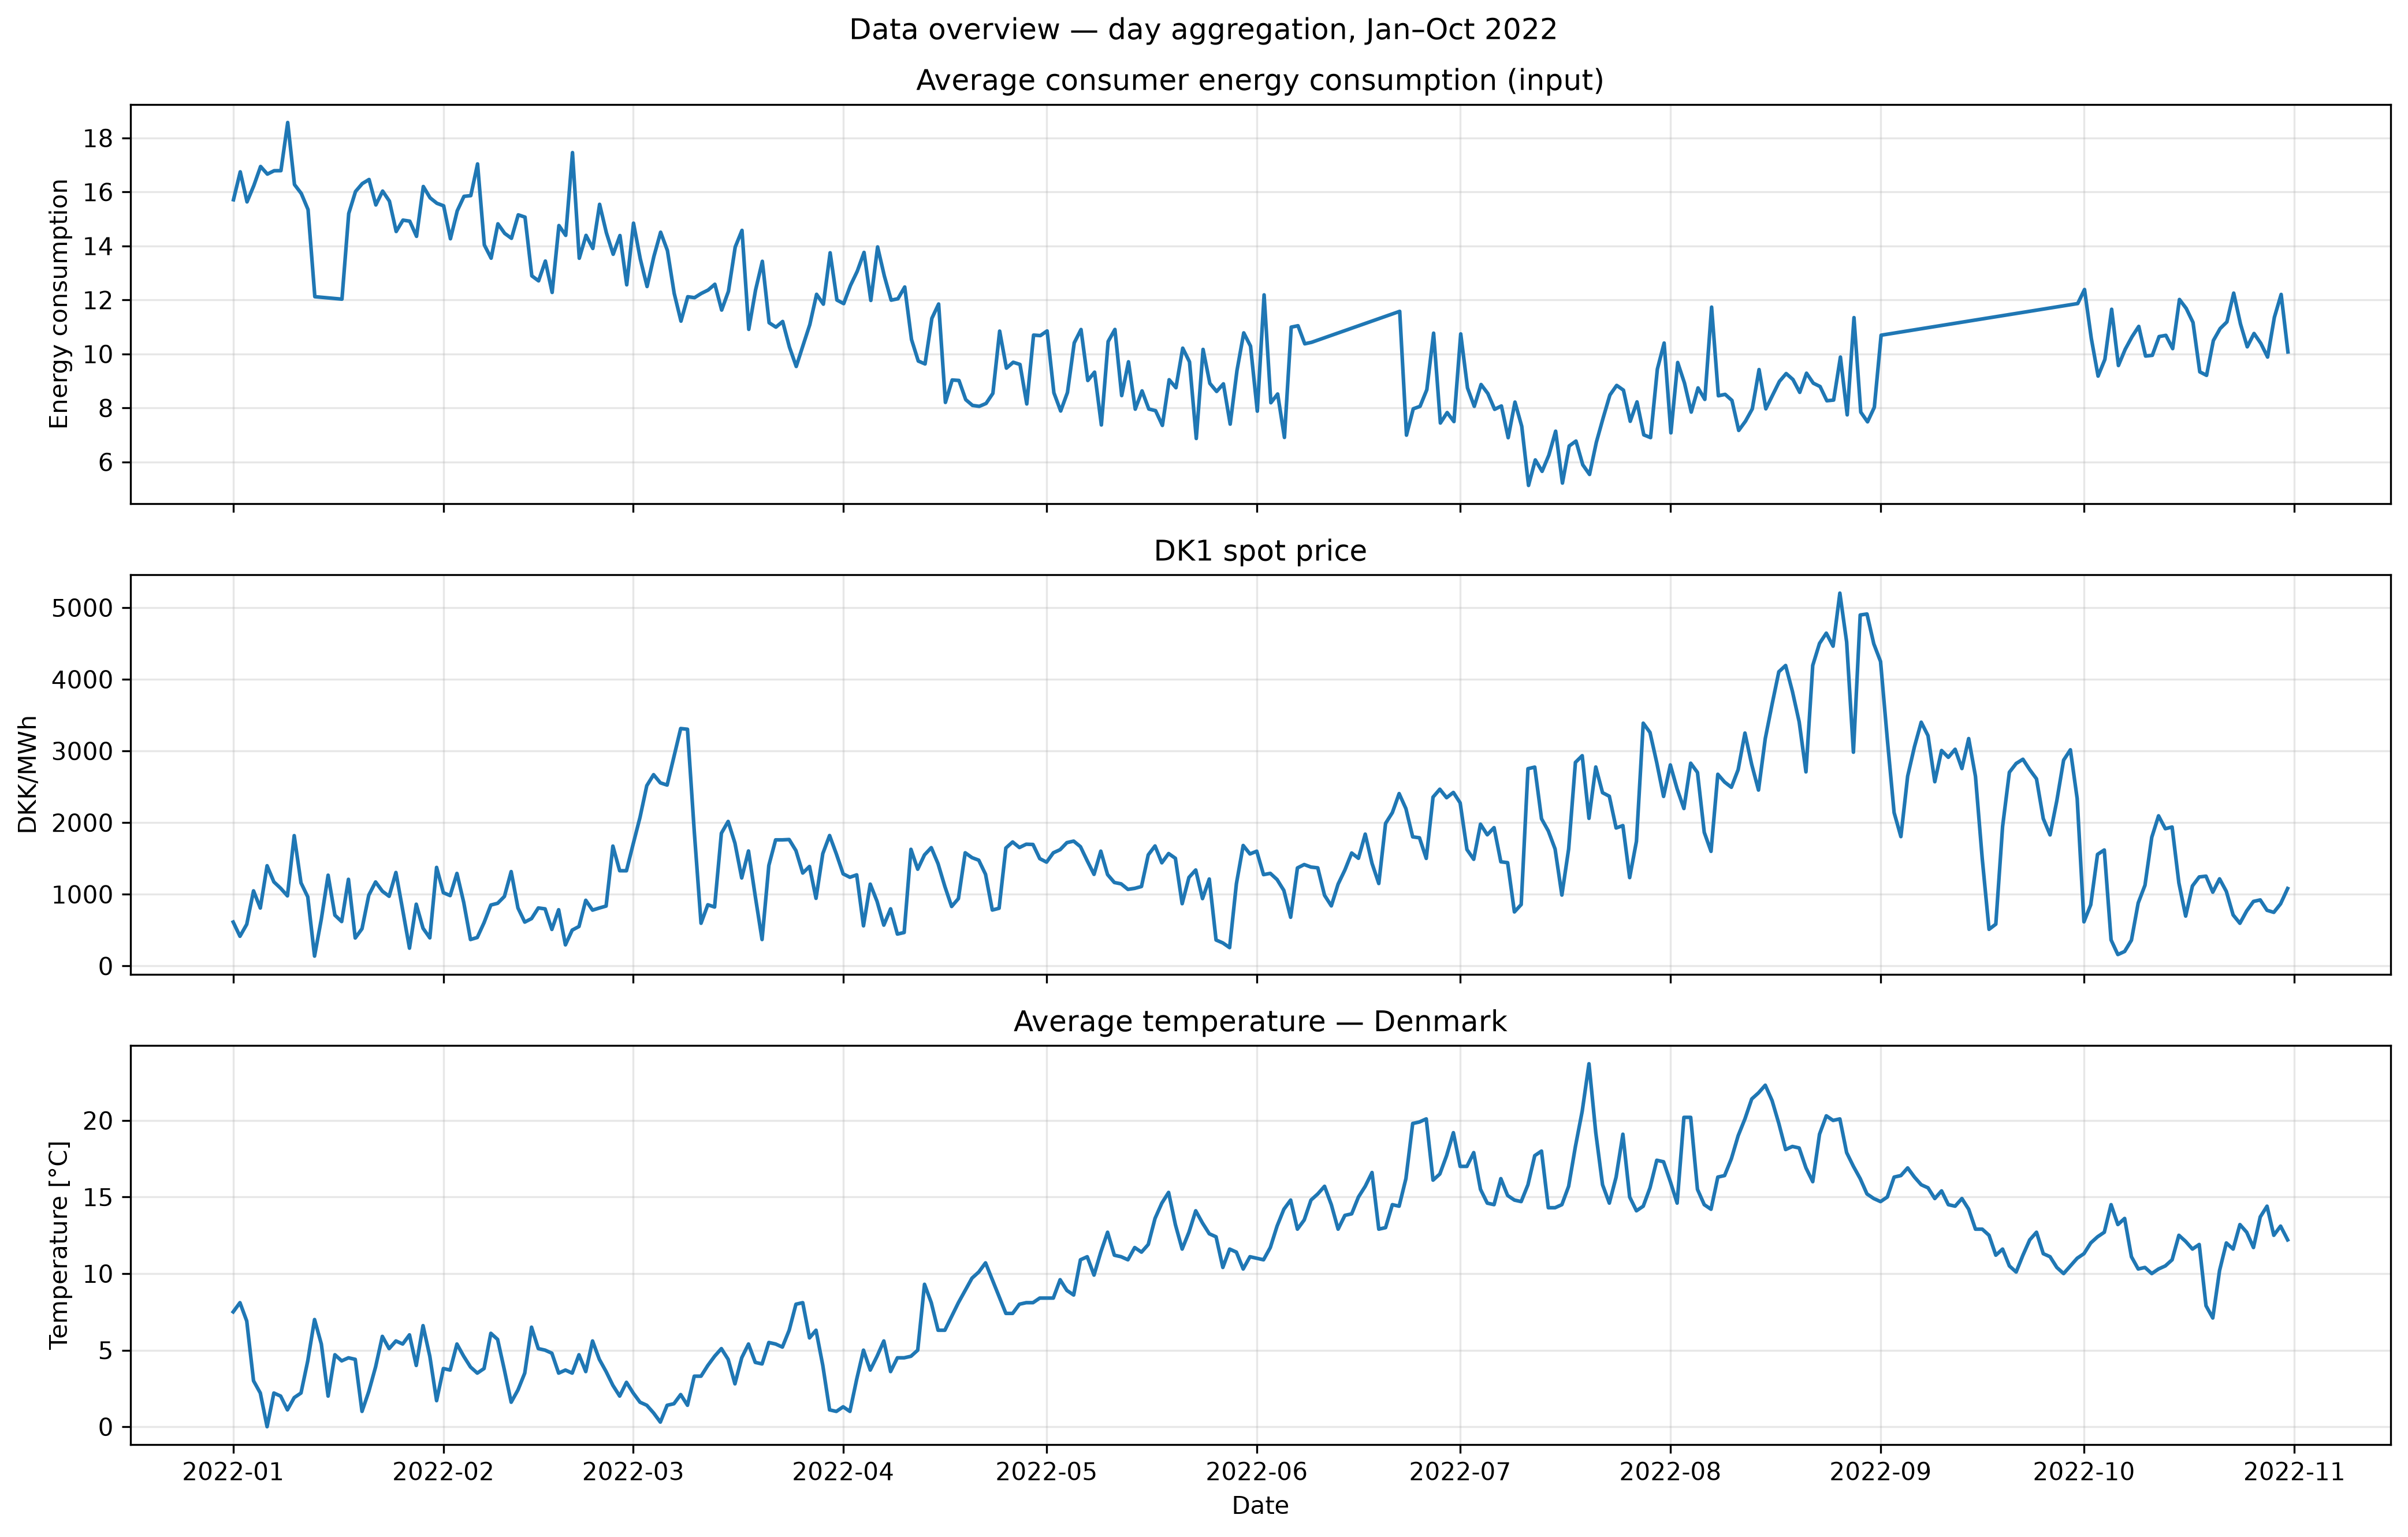 Data overview — day aggregation, Jan–Oct 2022
Average consumer energy consumption (input)
Energy consumption
18
16
14
12
10
8
6
DK1 spot price
DKK/MWh
5000
4000
3000
2000
1000
0
Average temperature — Denmark
Temperature [°C]
20
15
10
5
0
2022-01 2022-02 2022-03 2022-04 2022-05 2022-06 2022-07 2022-08 2022-09 2022-10 2022-11
Date